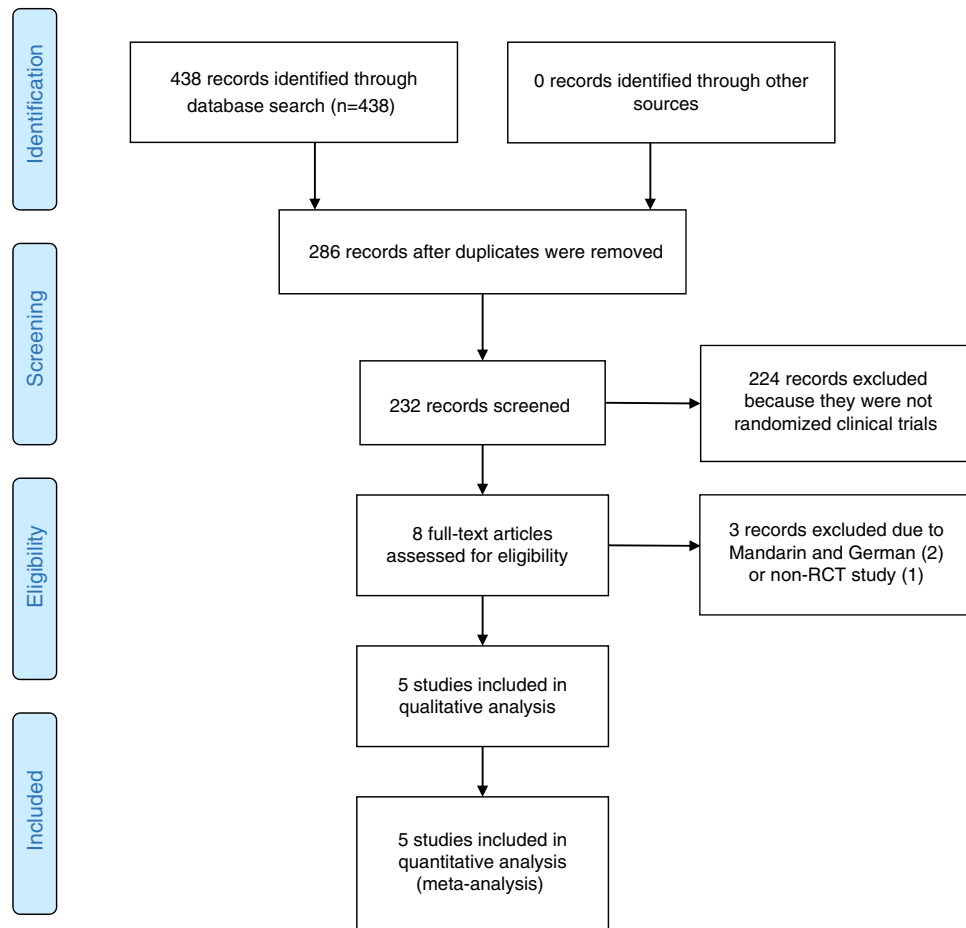 Identification
438 records identified through
database search (n=438)
0 records identified through other
sources
286 records after duplicates were removed
Screening
232 records screened
224 records excluded
because they were not
randomized clinical trials
Eligibility
8 full-text articles
assessed for eligibility
3 records excluded due to
Mandarin and German (2)
or non-RCT study (1)
5 studies included in
qualitative analysis
Included
5 studies included in
quantitative analysis
(meta-analysis)